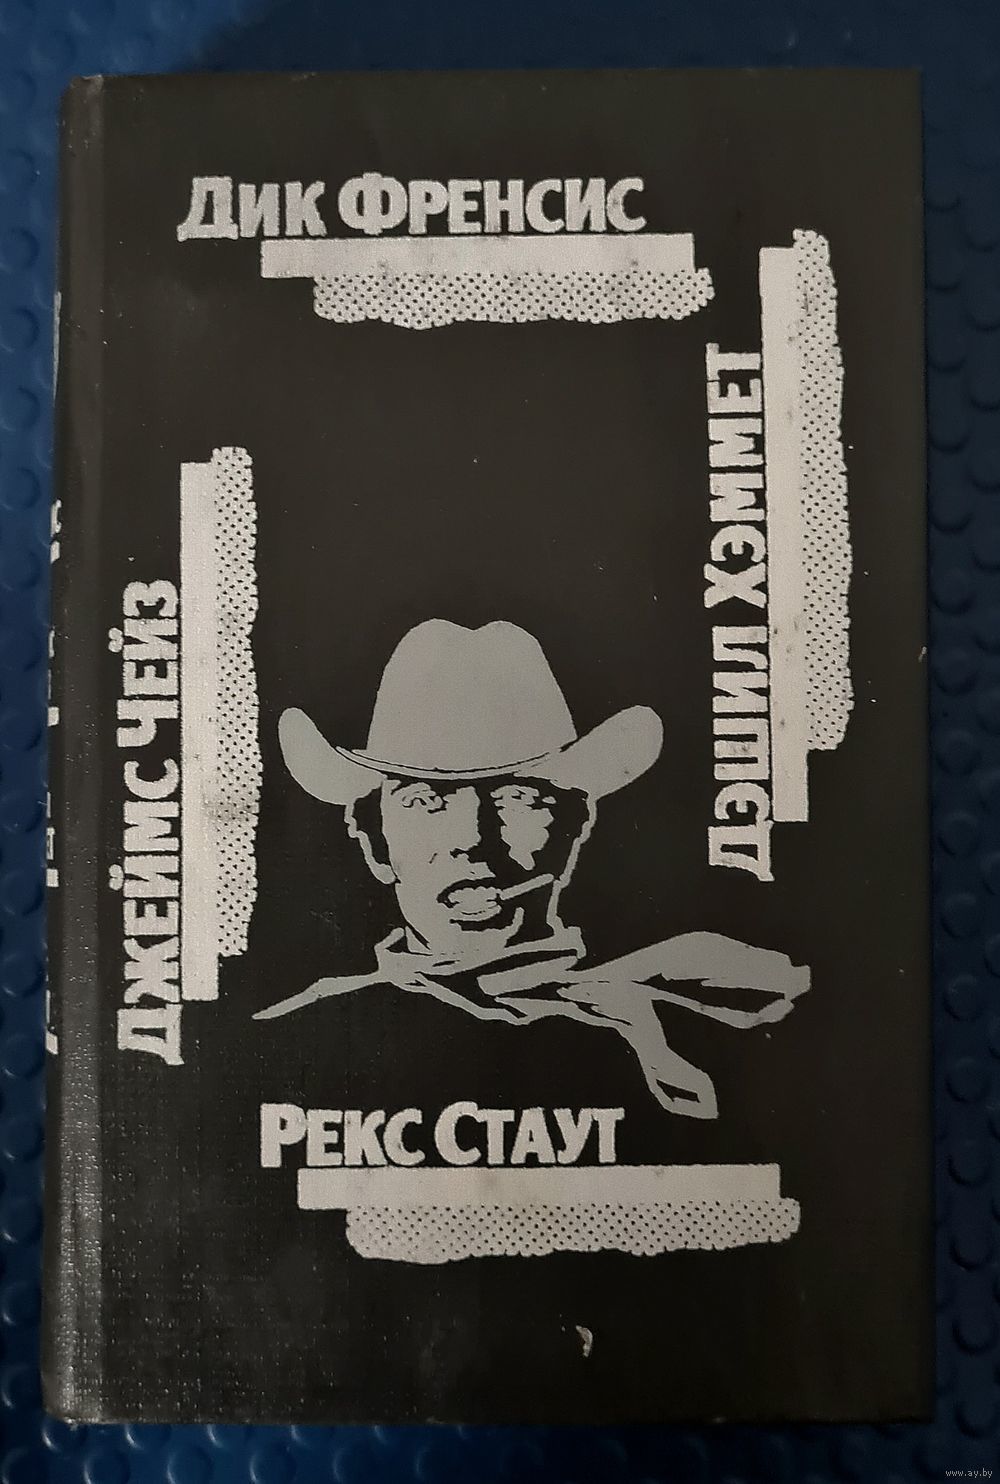 Дик Френсис
Дэшил Хэммет
Джеймс Чейз
Рекс Стаут
www.ay.by